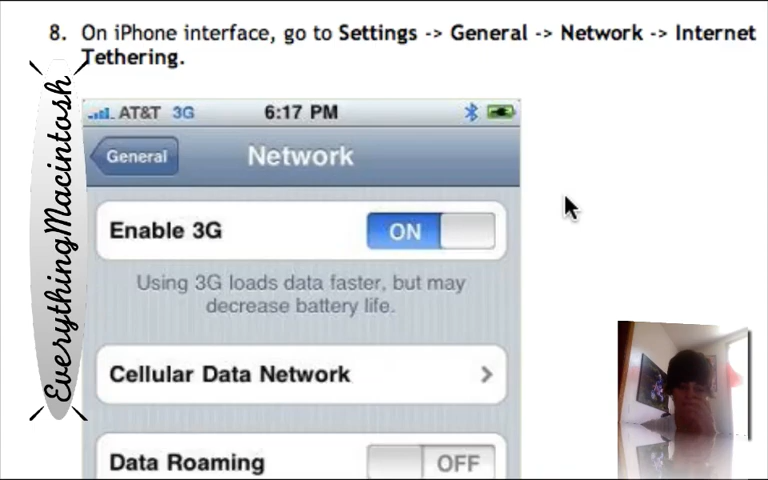 8. On iPhone interface, go to Settings -> General -> Network -> Internet
Tethering.
EverythingMacintosh
AT&T 3G 6:17 PM
General Network
Enable 3G ON
Using 3G loads data faster, but may
decrease battery life.
Cellular Data Network
Data Roaming OFF